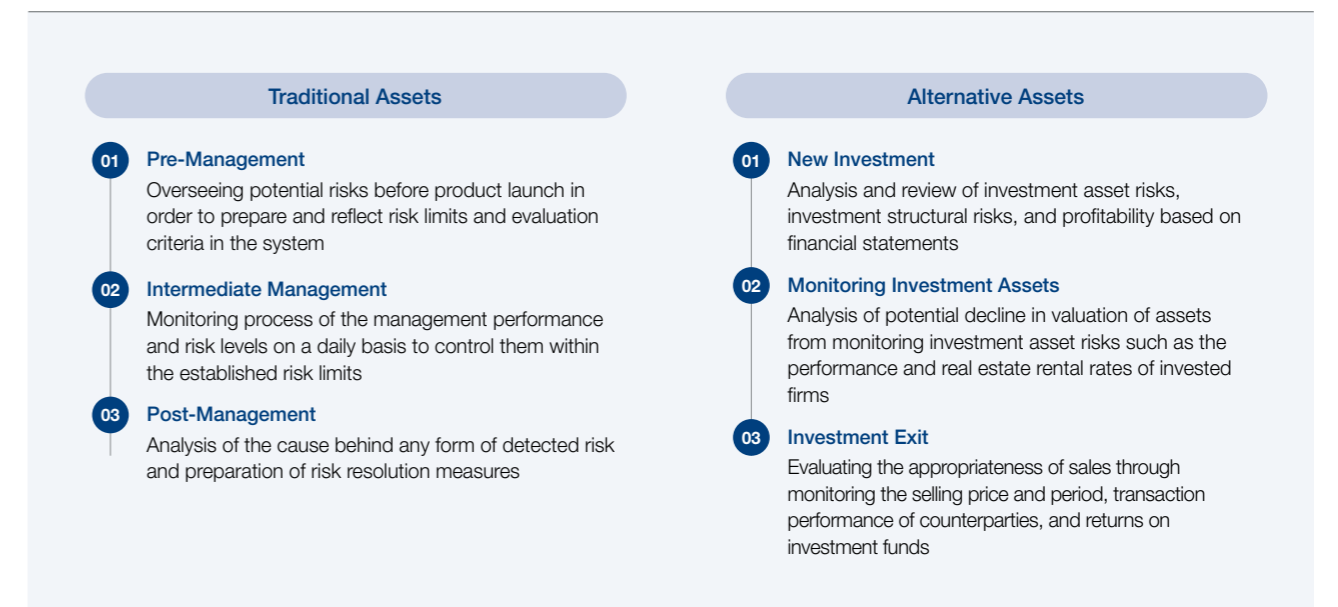 Traditional Assets
01
Pre-Management
Overseeing potential risks before product launch in
order to prepare and reflect risk limits and evaluation
criteria in the system
02
Intermediate Management
Monitoring process of the management performance
and risk levels on a daily basis to control them within
the established risk limits
03
Post-Management
Analysis of the cause behind any form of detected risk
and preparation of risk resolution measures
Alternative Assets
01
New Investment
Analysis and review of investment asset risks,
investment structural risks, and profitability based on
financial statements
02
Monitoring Investment Assets
Analysis of potential decline in valuation of assets
from monitoring investment asset risks such as the
performance and real estate rental rates of invested
firms
03
Investment Exit
Evaluating the appropriateness of sales through
monitoring the selling price and period, transaction
performance of counterparties, and returns on
investment funds